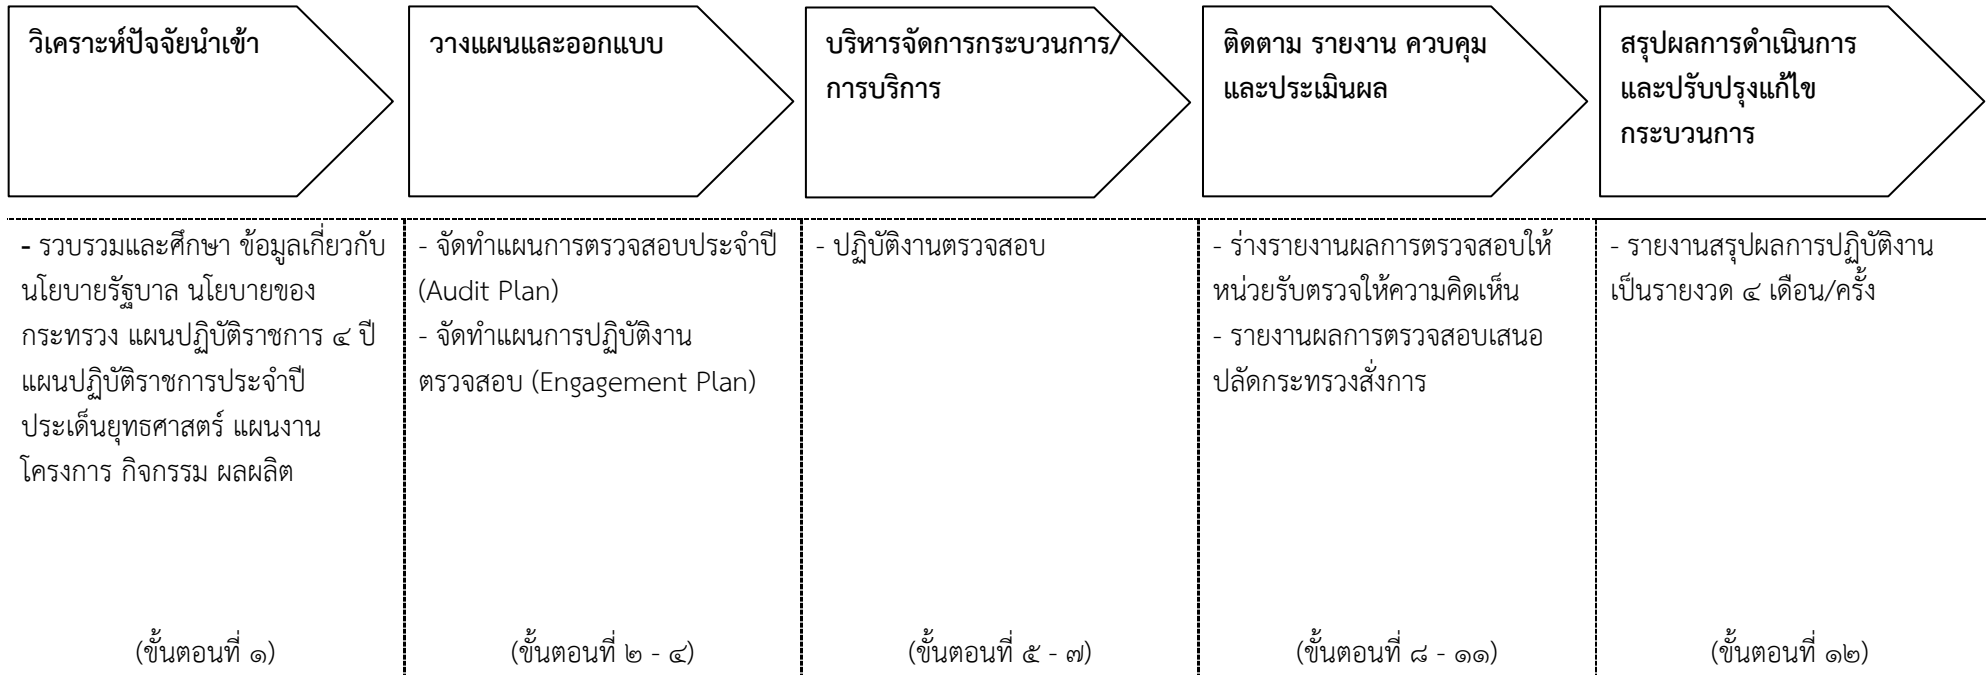 วิเคราะห์ปัจจัยนำเข้า
วางแผนและออกแบบ
บริหารจัดการกระบวนการ/
การบริการ
ติดตาม รายงาน ควบคุม
และประเมินผล
สรุปผลการดำเนินการ
และปรับปรุงแก้ไข
กระบวนการ
- รวบรวมและศึกษา ข้อมูลเกี่ยวกับ
นโยบายรัฐบาล นโยบายของ
กระทรวง แผนปฏิบัติราชการ ๔ ปี
แผนปฏิบัติราชการประจำปี
ประเด็นยุทธศาสตร์ แผนงาน
โครงการ กิจกรรม ผลผลิต
(ขั้นตอนที่ ๑)
- จัดทำแผนการตรวจสอบประจำปี
(Audit Plan)
- จัดทำแผนการปฏิบัติงาน
ตรวจสอบ (Engagement Plan)
(ขั้นตอนที่ ๒ - ๔)
- ปฏิบัติงานตรวจสอบ
(ขั้นตอนที่ ๕ - ๗)
- ร่างรายงานผลการตรวจสอบให้
หน่วยรับตรวจให้ความคิดเห็น
- รายงานผลการตรวจสอบเสนอ
ปลัดกระทรวงสั่งการ
(ขั้นตอนที่ ๘ - ๑๑)
- รายงานสรุปผลการปฏิบัติงาน
เป็นรายงวด ๔ เดือน/ครั้ง
(ขั้นตอนที่ ๑๒)